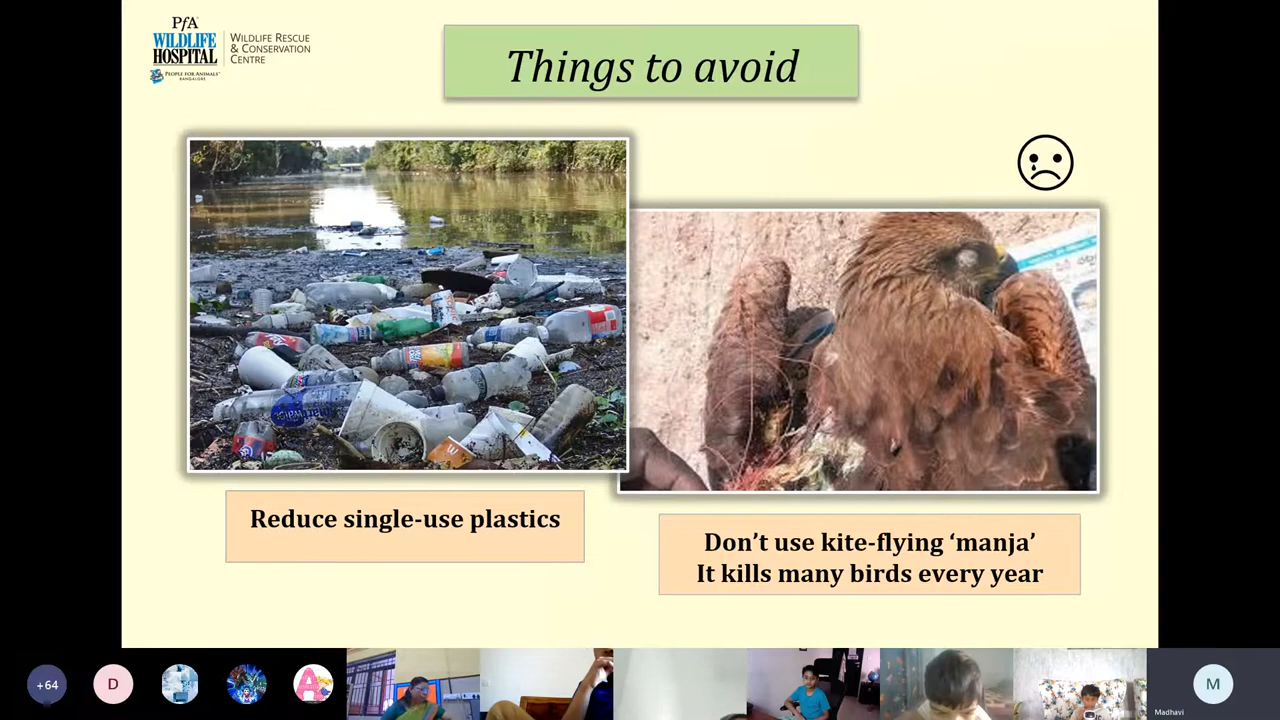 PfA
WILDLIFE
HOSPITAL
PEOPLE FOR ANIMALS
BANGALORE
WILDLIFE RESCUE
& CONSERVATION
CENTRE
Things to avoid
Reduce single-use plastics
Don’t use kite-flying ‘manja’
It kills many birds every year
+64
D
A
M
Madhavi